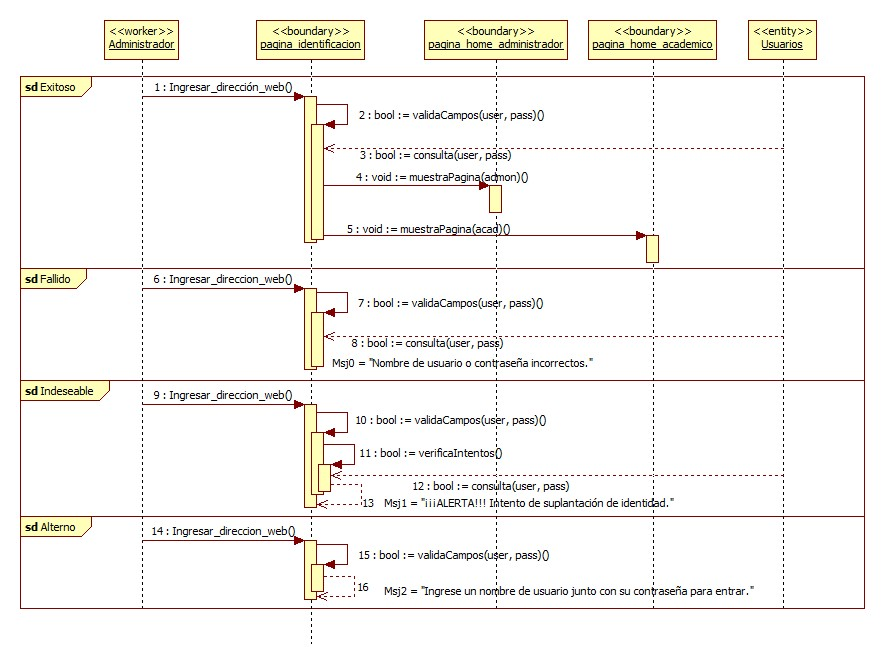 <<worker>>
Administrador
<<boundary>>
pagina_identificacion
<<boundary>>
pagina_home_administrador
<<boundary>>
pagina_home_academico
<<entity>>
Usuarios
sd Exitoso
1 : Ingresar_dirección_web()
2 : bool := validaCampos(user, pass)()
3 : bool := consulta(user, pass)
4 : void := muestraPagina(admon)()
5 : void := muestraPagina(acad)()
sd Fallido
6 : Ingresar_direccion_web()
7 : bool := validaCampos(user, pass)()
8 : bool := consulta(user, pass)
Msj0 = "Nombre de usuario o contraseña incorrectos."
sd Indeseable
9 : Ingresar_direccion_web()
10 : bool := validaCampos(user, pass)()
11 : bool := verificaIntentos()
12 : bool := consulta(user, pass)
13 Msj1 = "¡¡¡ALERTA!!! Intento de suplantación de identidad."
sd Alterno
14 : Ingresar_direccion_web()
15 : bool := validaCampos(user, pass)()
16 Msj2 = "Ingrese un nombre de usuario junto con su contraseña para entrar."